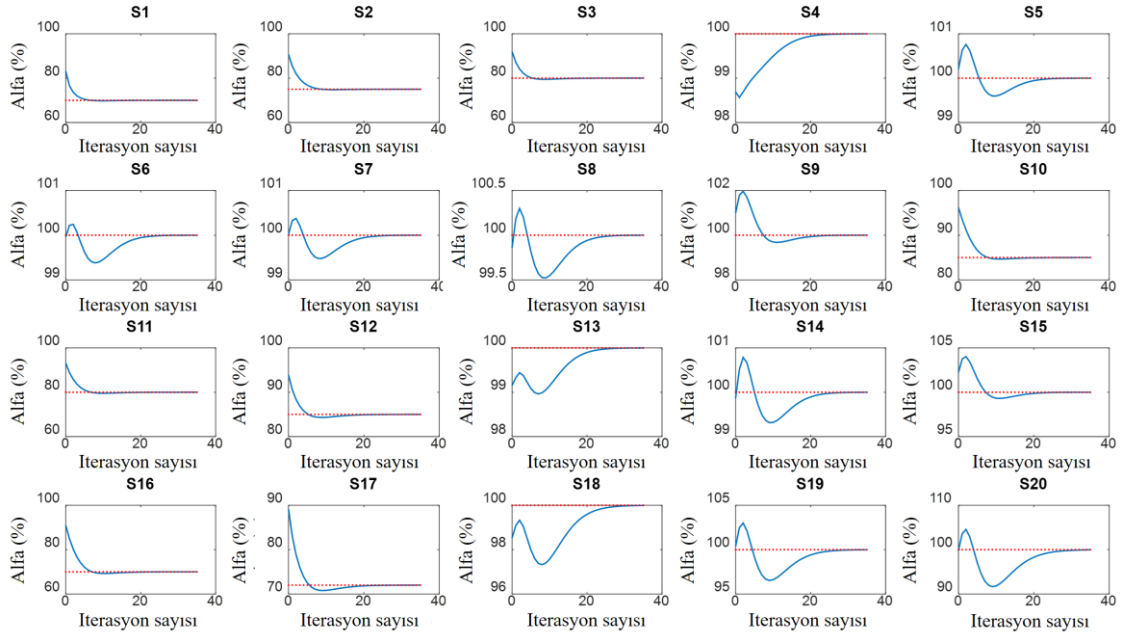 S1 S2 S3 S4 S5
100 100 100 100 101
Alfa (%) Alfa (%) Alfa (%) Alfa (%) Alfa (%)
80 80 80 99 100
60 60 60 98 99
0 20 40 0 20 40 0 20 40 0 20 40 0 20 40
Iterasyon sayısı Iterasyon sayısı Iterasyon sayısı Iterasyon sayısı Iterasyon sayısı
S6 S7 S8 S9 S10
101 101 100.5 102 100
Alfa (%) Alfa (%) Alfa (%) Alfa (%) Alfa (%)
100 100 100 100 90
99 99 99.5 98 80
0 20 40 0 20 40 0 20 40 0 20 40 0 20 40
Iterasyon sayısı Iterasyon sayısı Iterasyon sayısı Iterasyon sayısı Iterasyon sayısı
S11 S12 S13 S14 S15
100 100 100 101 105
Alfa (%) Alfa (%) Alfa (%) Alfa (%) Alfa (%)
80 90 99 100 100
60 80 98 99 95
0 20 40 0 20 40 0 20 40 0 20 40 0 20 40
Iterasyon sayısı Iterasyon sayısı Iterasyon sayısı Iterasyon sayısı Iterasyon sayısı
S16 S17 S18 S19 S20
100 90 100 105 110
Alfa (%) Alfa (%) Alfa (%) Alfa (%) Alfa (%)
80 80 98 100 100
60 70 96 95 90
0 20 40 0 20 40 0 20 40 0 20 40 0 20 40
Iterasyon sayısı Iterasyon sayısı Iterasyon sayısı Iterasyon sayısı Iterasyon sayısı